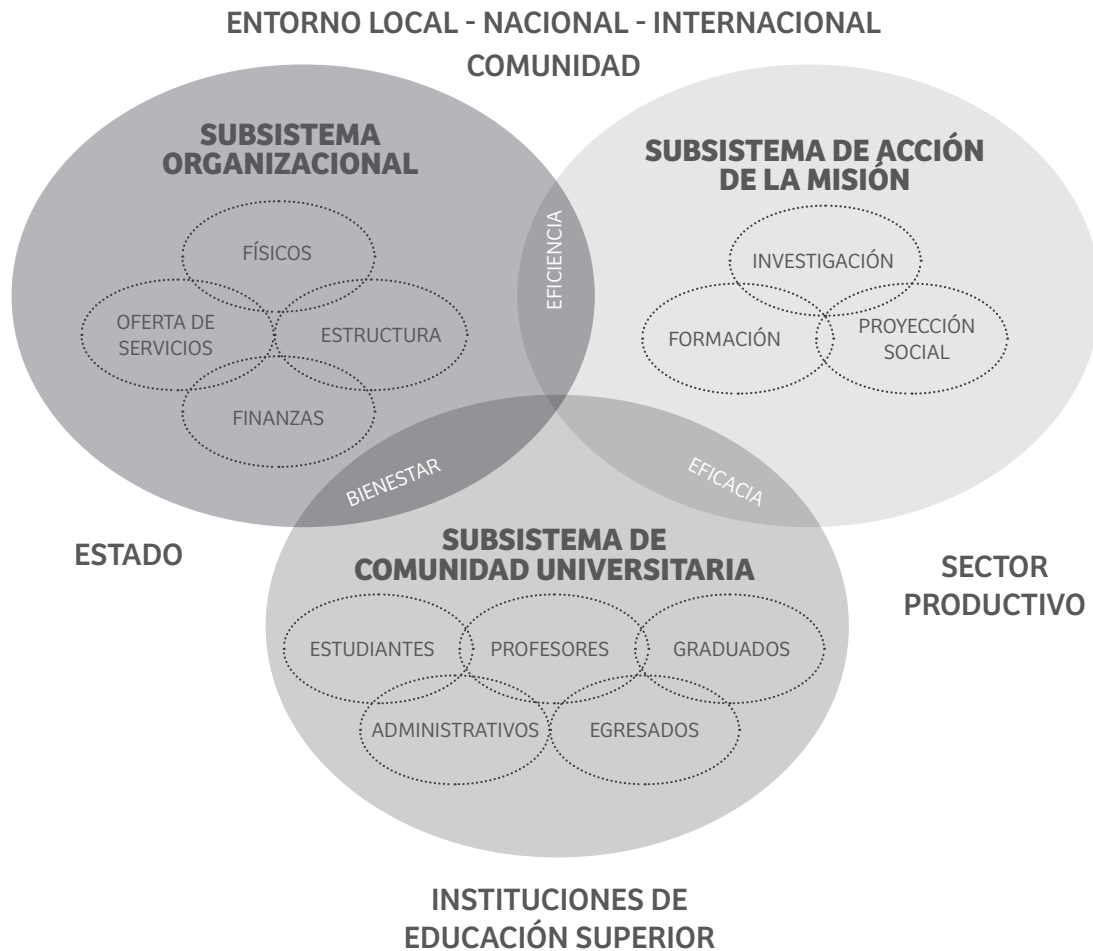 ENTORNO LOCAL - NACIONAL - INTERNACIONAL
COMUNIDAD
SUBSISTEMA
ORGANIZACIONAL
FÍSICOS
OFERTA DE
SERVICIOS
ESTRUCTURA
FINANZAS
SUBSISTEMA DE ACCIÓN
DE LA MISIÓN
INVESTIGACIÓN
FORMACIÓN
PROYECCIÓN
SOCIAL
EFICIENCIA
BIENESTAR
EFICACIA
ESTADO
SUBSISTEMA DE
COMUNIDAD UNIVERSITARIA
SECTOR
PRODUCTIVO
ESTUDIANTES
PROFESORES
GRADUADOS
ADMINISTRATIVOS
EGRESADOS
INSTITUCIONES DE
EDUCACIÓN SUPERIOR